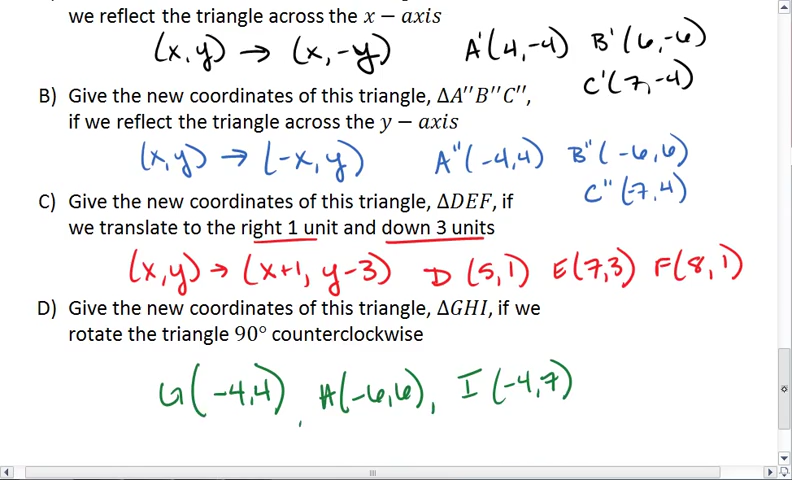 we reflect the triangle across the x − axis
(x,y) → (x,-y) A'(4,-4) B'(6,-6)
C'(7,-4)
B) Give the new coordinates of this triangle, ΔA''B''C'',
if we reflect the triangle across the y − axis
(x,y) → (-x,y) A''(-4,4) B''(-6,6)
C''(-7,4)
C) Give the new coordinates of this triangle, ΔDEF, if
we translate to the right 1 unit and down 3 units
(x,y) → (x+1, y-3) D (5,1) E(7,3) F(8,1)
D) Give the new coordinates of this triangle, ΔGHI, if we
rotate the triangle 90° counterclockwise
G(-4,4), H(-6,6), I(-4,7)